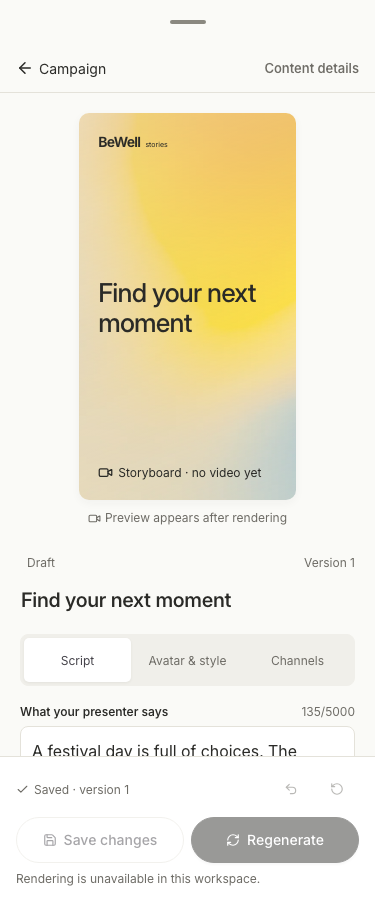 Campaign
Content details
BeWell stories
Find your next
moment
Storyboard · no video yet
Preview appears after rendering
Draft
Version 1
Find your next moment
Script
Avatar & style
Channels
What your presenter says
135/5000
A festival day is full of choices. The
Saved · version 1
Save changes
Regenerate
Rendering is unavailable in this workspace.